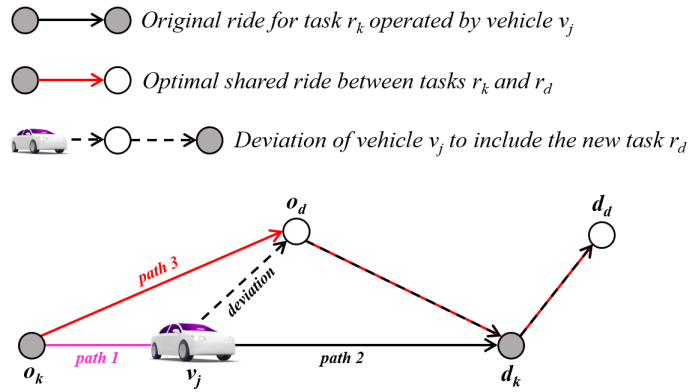 Original ride for task rk operated by vehicle vj
Optimal shared ride between tasks rk and rd
Deviation of vehicle vj to include the new task rd
od
dd
path 3
deviation
path 1
path 2
ok
vj
dk